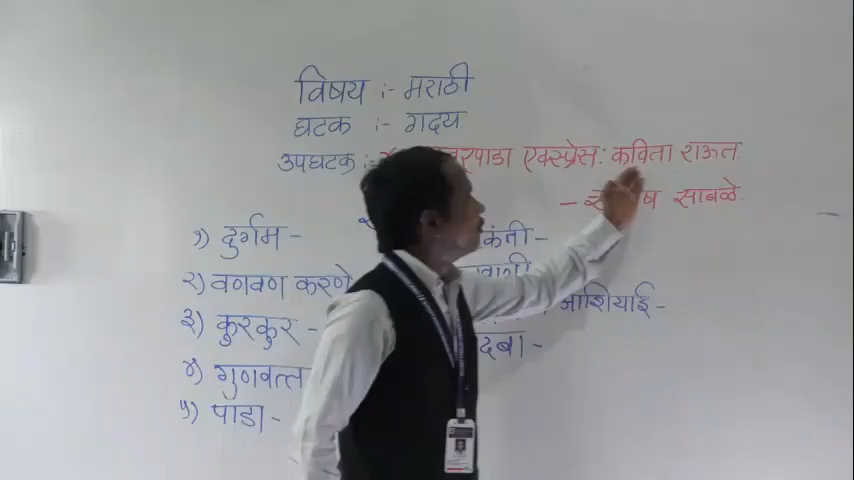 विषय :- मराठी
घटक :- गदय
उपघटक :- एक्स्प्रेस: कविता राऊत.
- साबळे.
१) दुर्गम -
२) वणवण करणे
३) कुरकुर -
४) गुणवत्त
५) पाडा -
जाशियाई -
दबा -